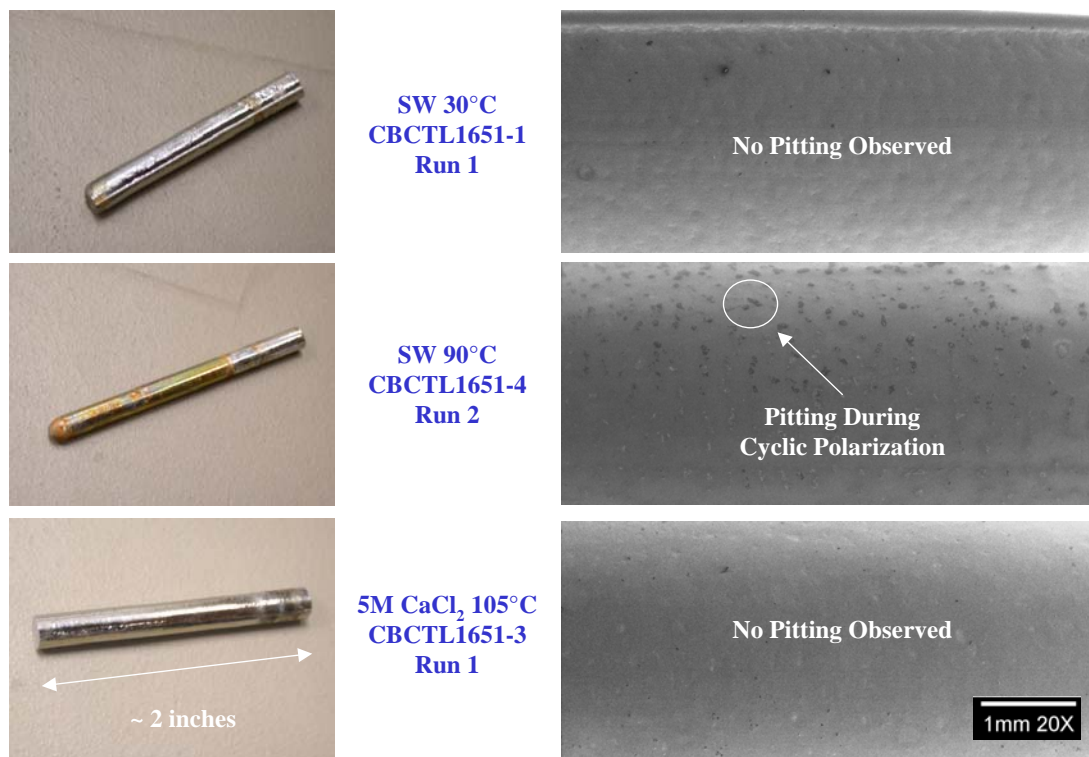 SW 30°C
CBCTL1651-1
Run 1
No Pitting Observed
SW 90°C
CBCTL1651-4
Run 2
Pitting During
Cyclic Polarization
5M CaCl₂ 105°C
CBCTL1651-3
Run 1
No Pitting Observed
~ 2 inches
1mm 20X